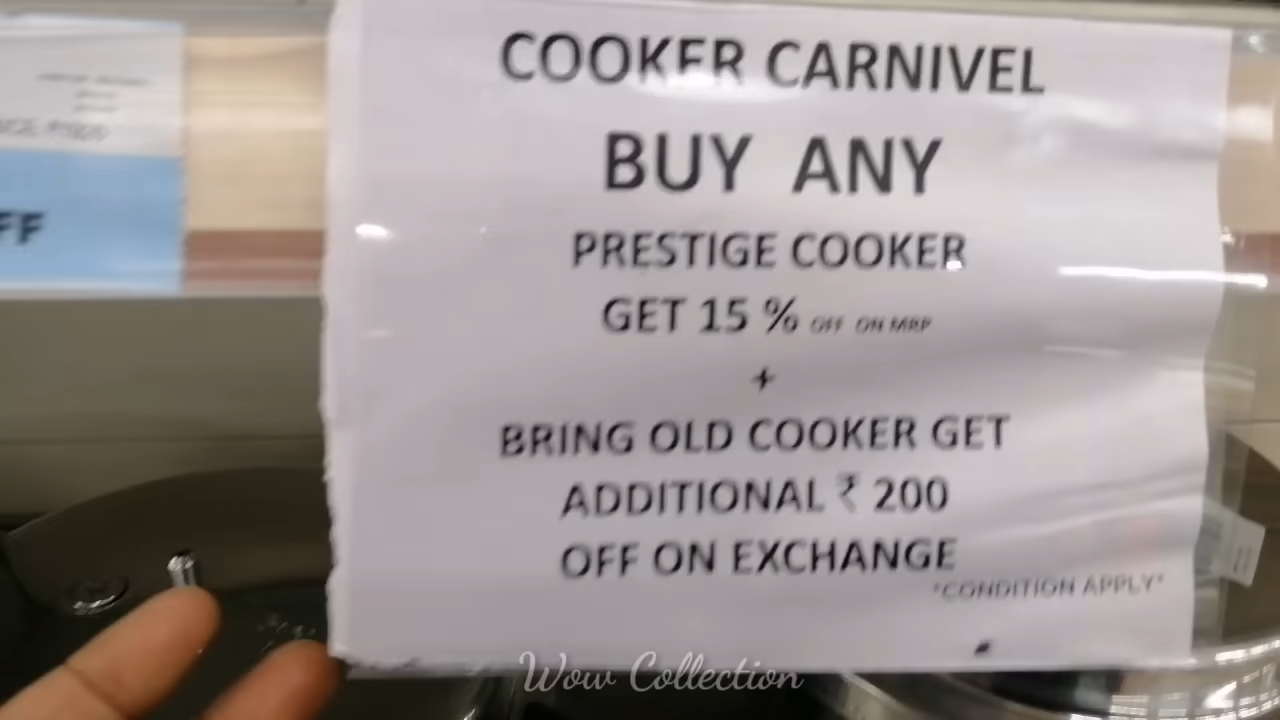 COOKER CARNIVEL
BUY ANY
PRESTIGE COOKER
GET 15 % OFF ON MRP
+
BRING OLD COOKER GET
ADDITIONAL ₹ 200
OFF ON EXCHANGE
*CONDITION APPLY*
FF
Wow Collection